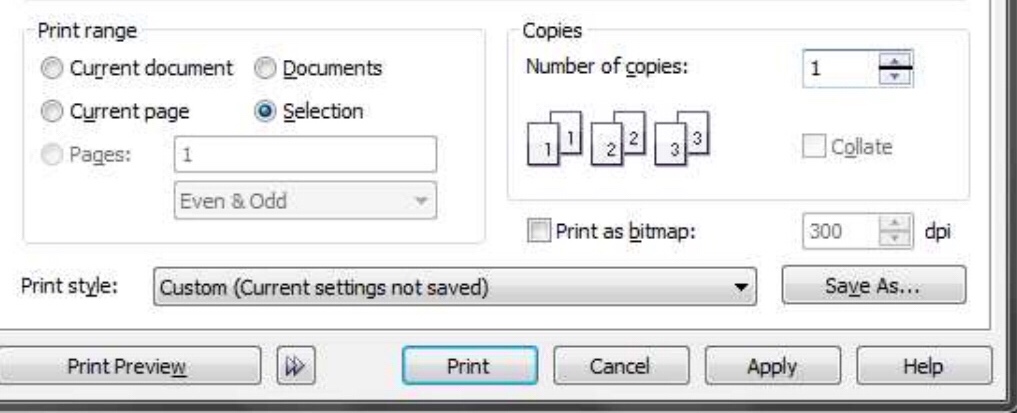 Print range
Current document
Documents
Current page
Selection
Pages:
1
Even & Odd
Copies
Number of copies:
1
1 1 2 2 3 3
Collate
Print as bitmap:
300
dpi
Print style:
Custom (Current settings not saved)
Save As...
Print Preview
Print
Cancel
Apply
Help